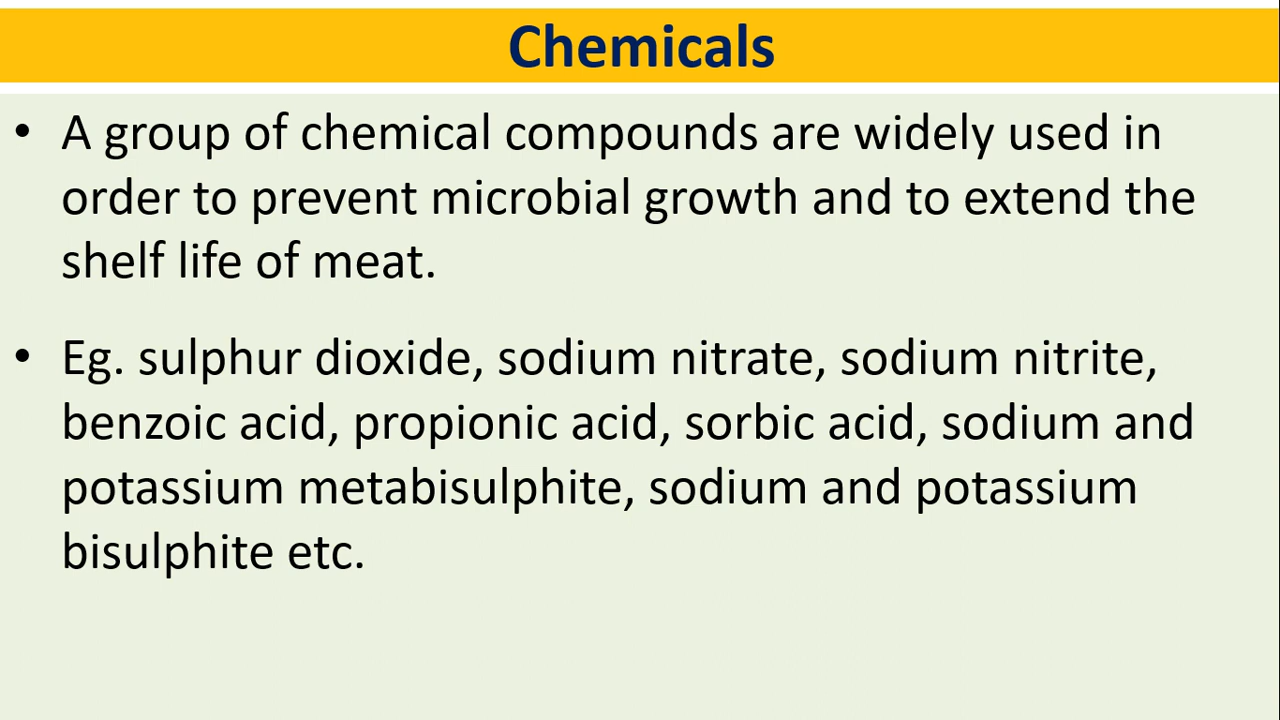 Chemicals
• A group of chemical compounds are widely used in
order to prevent microbial growth and to extend the
shelf life of meat.
• Eg. sulphur dioxide, sodium nitrate, sodium nitrite,
benzoic acid, propionic acid, sorbic acid, sodium and
potassium metabisulphite, sodium and potassium
bisulphite etc.